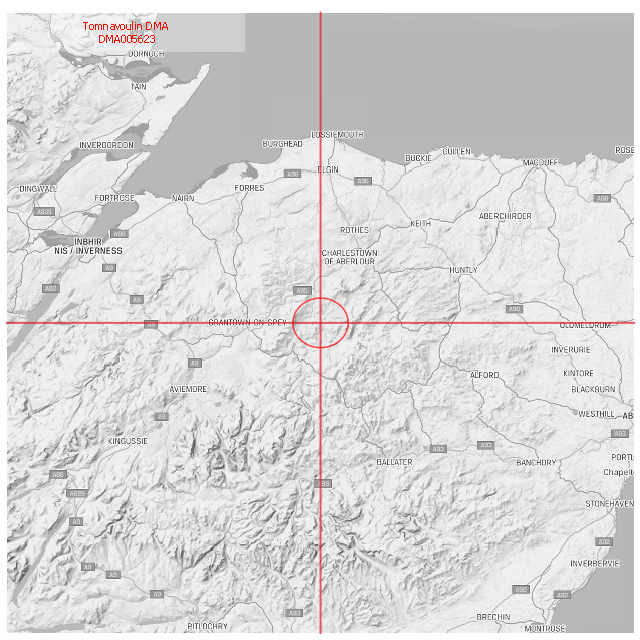 Tomnavoulin DMA
DMA005623
DORNOCH
TAIN
INVERGORDON
BURGHEAD
LOSSIEMOUTH
BUCKIE
CULLEN
MACDUFF
ROSE
DINGWALL
FORTROSE
NAIRN
FORRES
A96
ELGIN
A96
A98
A835
A96
INBHIR
NIS / INVERNESS
ROTHES
KEITH
ABERCHIRDER
CHARLESTOWN
OF ABERLOUR
HUNTLY
A9
A82
A9
A95
A96
GRANTOWN-ON-SPEY
OLDMELDRUM
INVERURIE
A9
AVIEMORE
ALFORD
KINTORE
BLACKBURN
A9
WESTHILL
AB
KINGUSSIE
A93
A93
A93
BALLATER
BANCHORY
PORTL
Chapelt
A86
A889
A93
STONEHAVEN
A9
A92
A9
A9
A9
INVERBERVIE
A90
A92
A93
BRECHIN
PITLOCHRY
MONTROSE